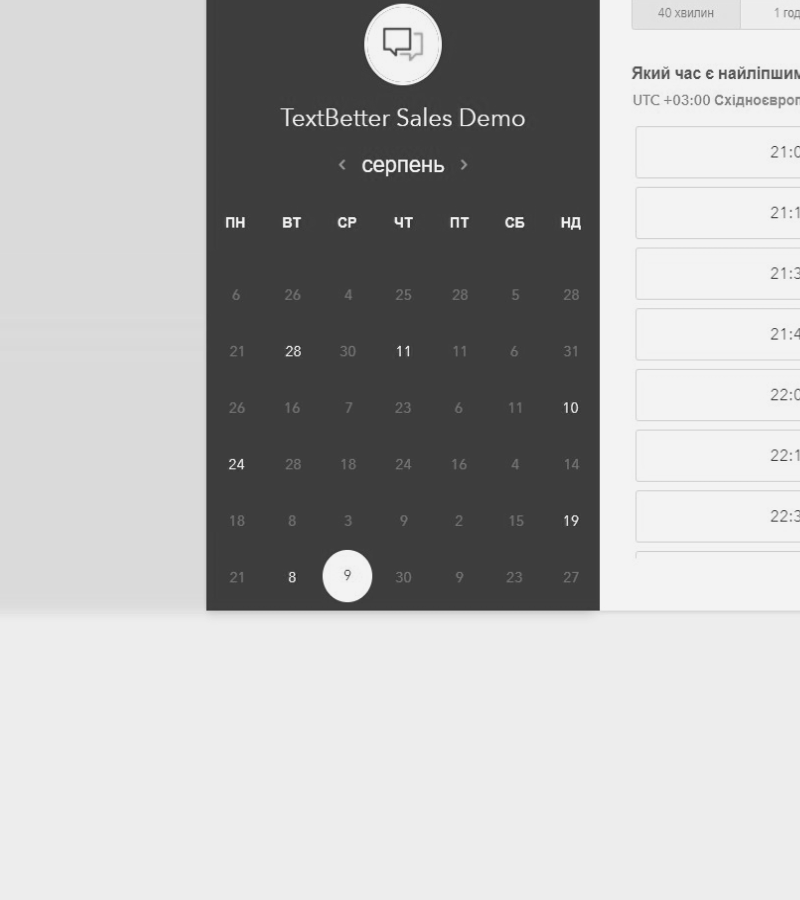 40 хвилин
TextBetter Sales Demo
‹ серпень ›
ПН ВТ СР ЧТ ПТ СБ НД
6 26 4 25 28 5 28
21 28 30 11 11 6 31
26 16 7 23 6 11 10
24 28 18 24 16 4 14
18 8 3 9 2 15 19
21 8 9 30 9 23 27
1 год
Який час є найліпшим
UTC +03:00 Східноєвроп
21:0
21:1
21:3
21:4
22:0
22:1
22:3